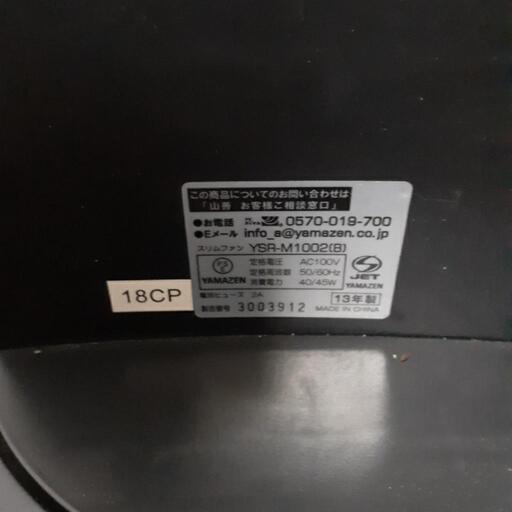 この商品についてのお問い合わせは
「山善 お客様ご相談窓口」
●お電話 0570-019-700
●Eメール info_a@yamazen.co.jp
スリムファン YSR-M1002(B)
YAMAZEN
定格電圧 AC100V
定格周波数 50/60Hz
消費電力 40/45W
JET
YAMAZEN
電流ヒューズ 2A
13年製
製造番号 3003912
MADE IN CHINA
18CP